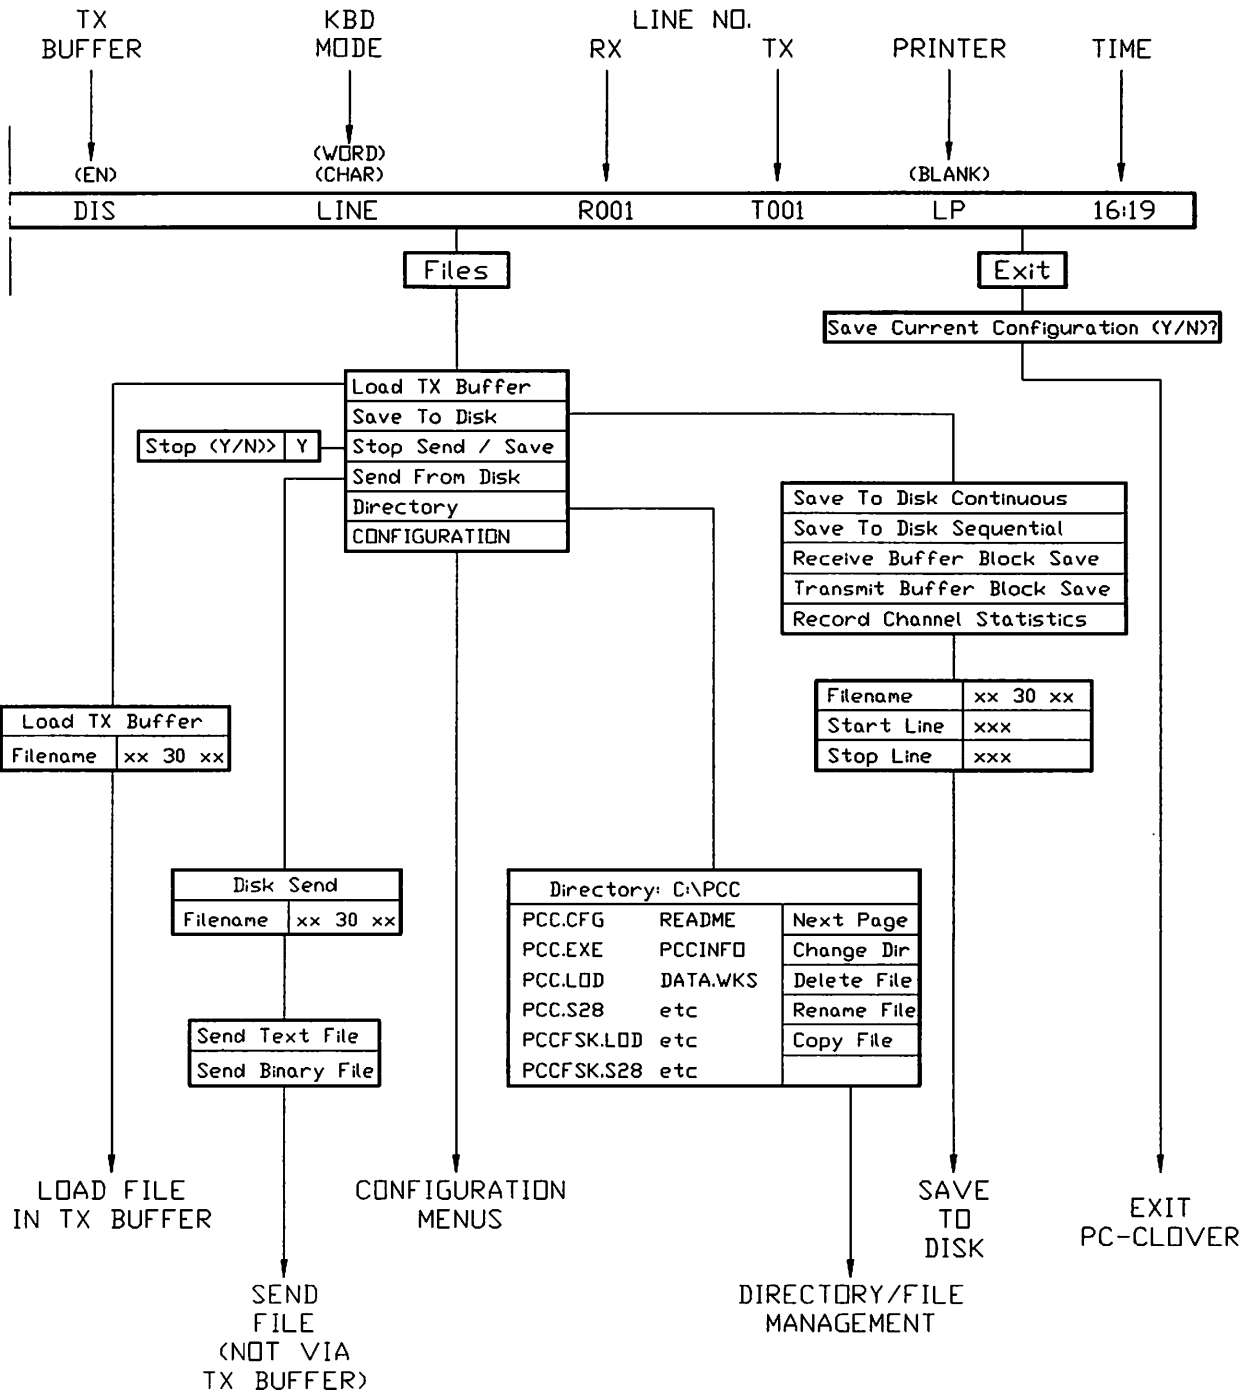 TX BUFFER
KBD MODE
LINE NO.
RX
TX
PRINTER
TIME
(EN)
(WORD)
(CHAR)
(BLANK)
DIS LINE R001 T001 LP 16:19
Files
Exit
Save Current Configuration (Y/N)?
Load TX Buffer
Save To Disk
Stop (Y/N)> Y
Stop Send / Save
Send From Disk
Directory
CONFIGURATION
Save To Disk Continuous
Save To Disk Sequential
Receive Buffer Block Save
Transmit Buffer Block Save
Record Channel Statistics
Filename xx 30 xx
Start Line xxx
Stop Line xxx
Load TX Buffer
Filename xx 30 xx
Disk Send
Filename xx 30 xx
Send Text File
Send Binary File
Directory: C:\PCC
PCC.CFG README Next Page
PCC.EXE PCCINFO Change Dir
PCC.LOD DATA.WKS Delete File
PCC.S28 etc Rename File
PCCFSK.LOD etc Copy File
PCCFSK.S28 etc
LOAD FILE
IN TX BUFFER
CONFIGURATION
MENUS
SAVE
TO
DISK
EXIT
PC-CLOVER
SEND
FILE
(NOT VIA
TX BUFFER)
DIRECTORY/FILE
MANAGEMENT